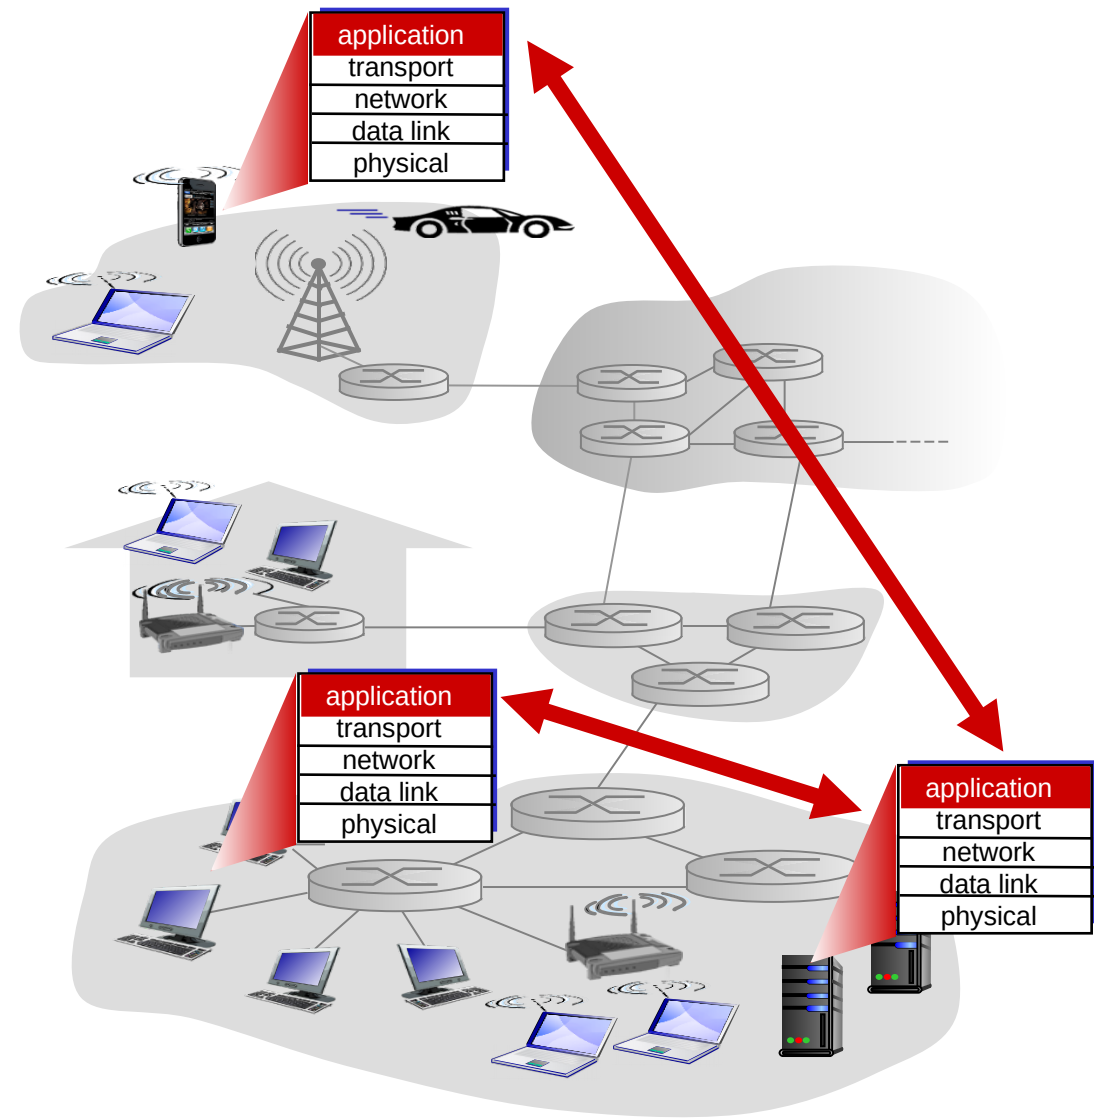 application
transport
network
data link
physical
application
transport
network
data link
physical
application
transport
network
data link
physical